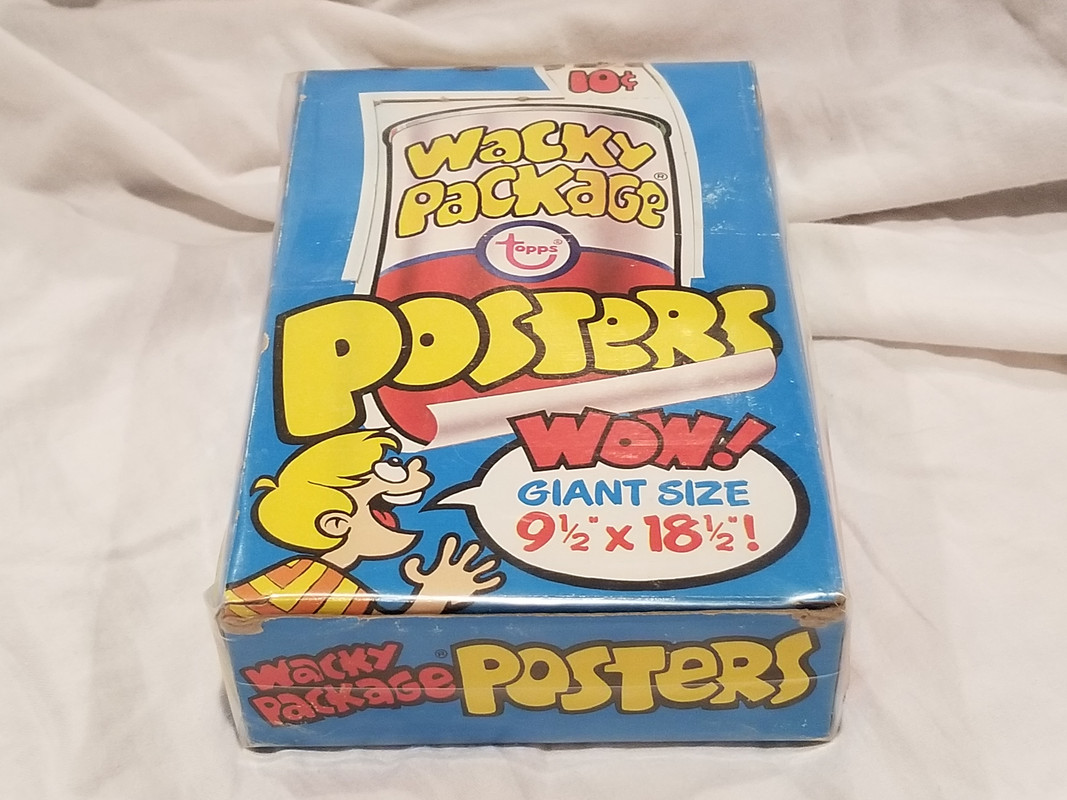 10¢
Wacky
Package®
topps®
Posters
WOW!
GIANT SIZE
9½" x 18½"!
Wacky
Package®
Posters